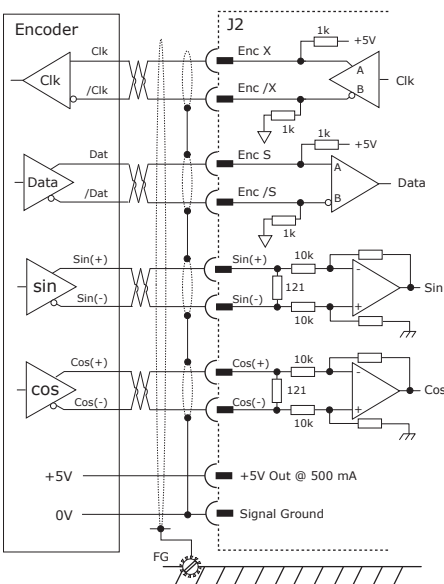 Encoder
J2
Clk
/Clk
Clk
Enc X
Enc /X
1k
+5V
A
B
Clk
1k
Dat
/Dat
Data
Enc S
Enc /S
1k
+5V
A
B
Data
1k
Sin(+)
Sin(-)
sin
Sin(+)
Sin(-)
10k
121
10k
-
+
Sin
Cos(+)
Cos(-)
cos
Cos(+)
Cos(-)
10k
121
10k
-
+
Cos
+5V
+5V Out @ 500 mA
0V
Signal Ground
FG